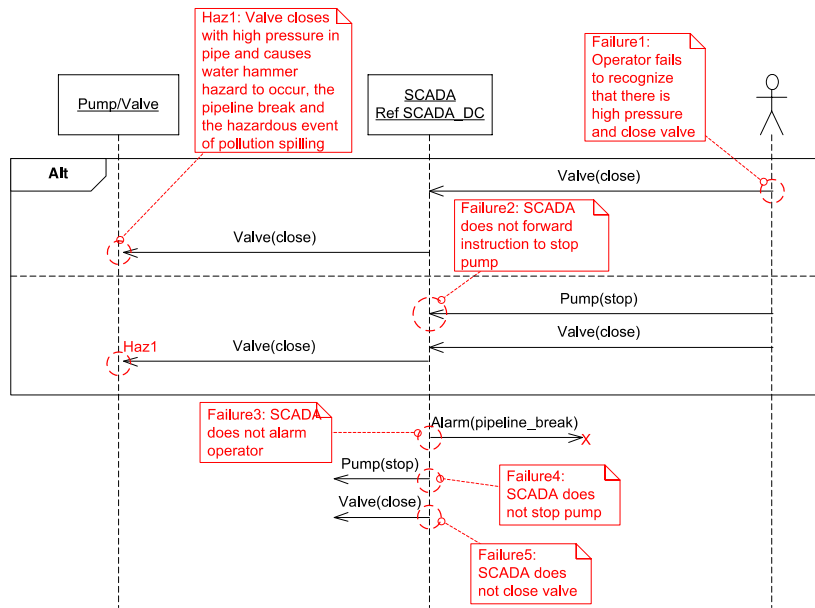 Haz1: Valve closes
with high pressure in
pipe and causes
water hammer
hazard to occur, the
pipeline break and
the hazardous event
of pollution spilling
Failure1:
Operator fails
to recognize
that there is
high pressure
and close valve
Pump/Valve
SCADA
Ref SCADA_DC
Alt
Valve(close)
Failure2: SCADA
does not forward
instruction to stop
pump
Valve(close)
Pump(stop)
Valve(close)
Haz1
Valve(close)
Failure3: SCADA
does not alarm
operator
Alarm(pipeline_break)
X
Pump(stop)
Failure4:
SCADA does
not stop pump
Valve(close)
Failure5:
SCADA does
not close valve